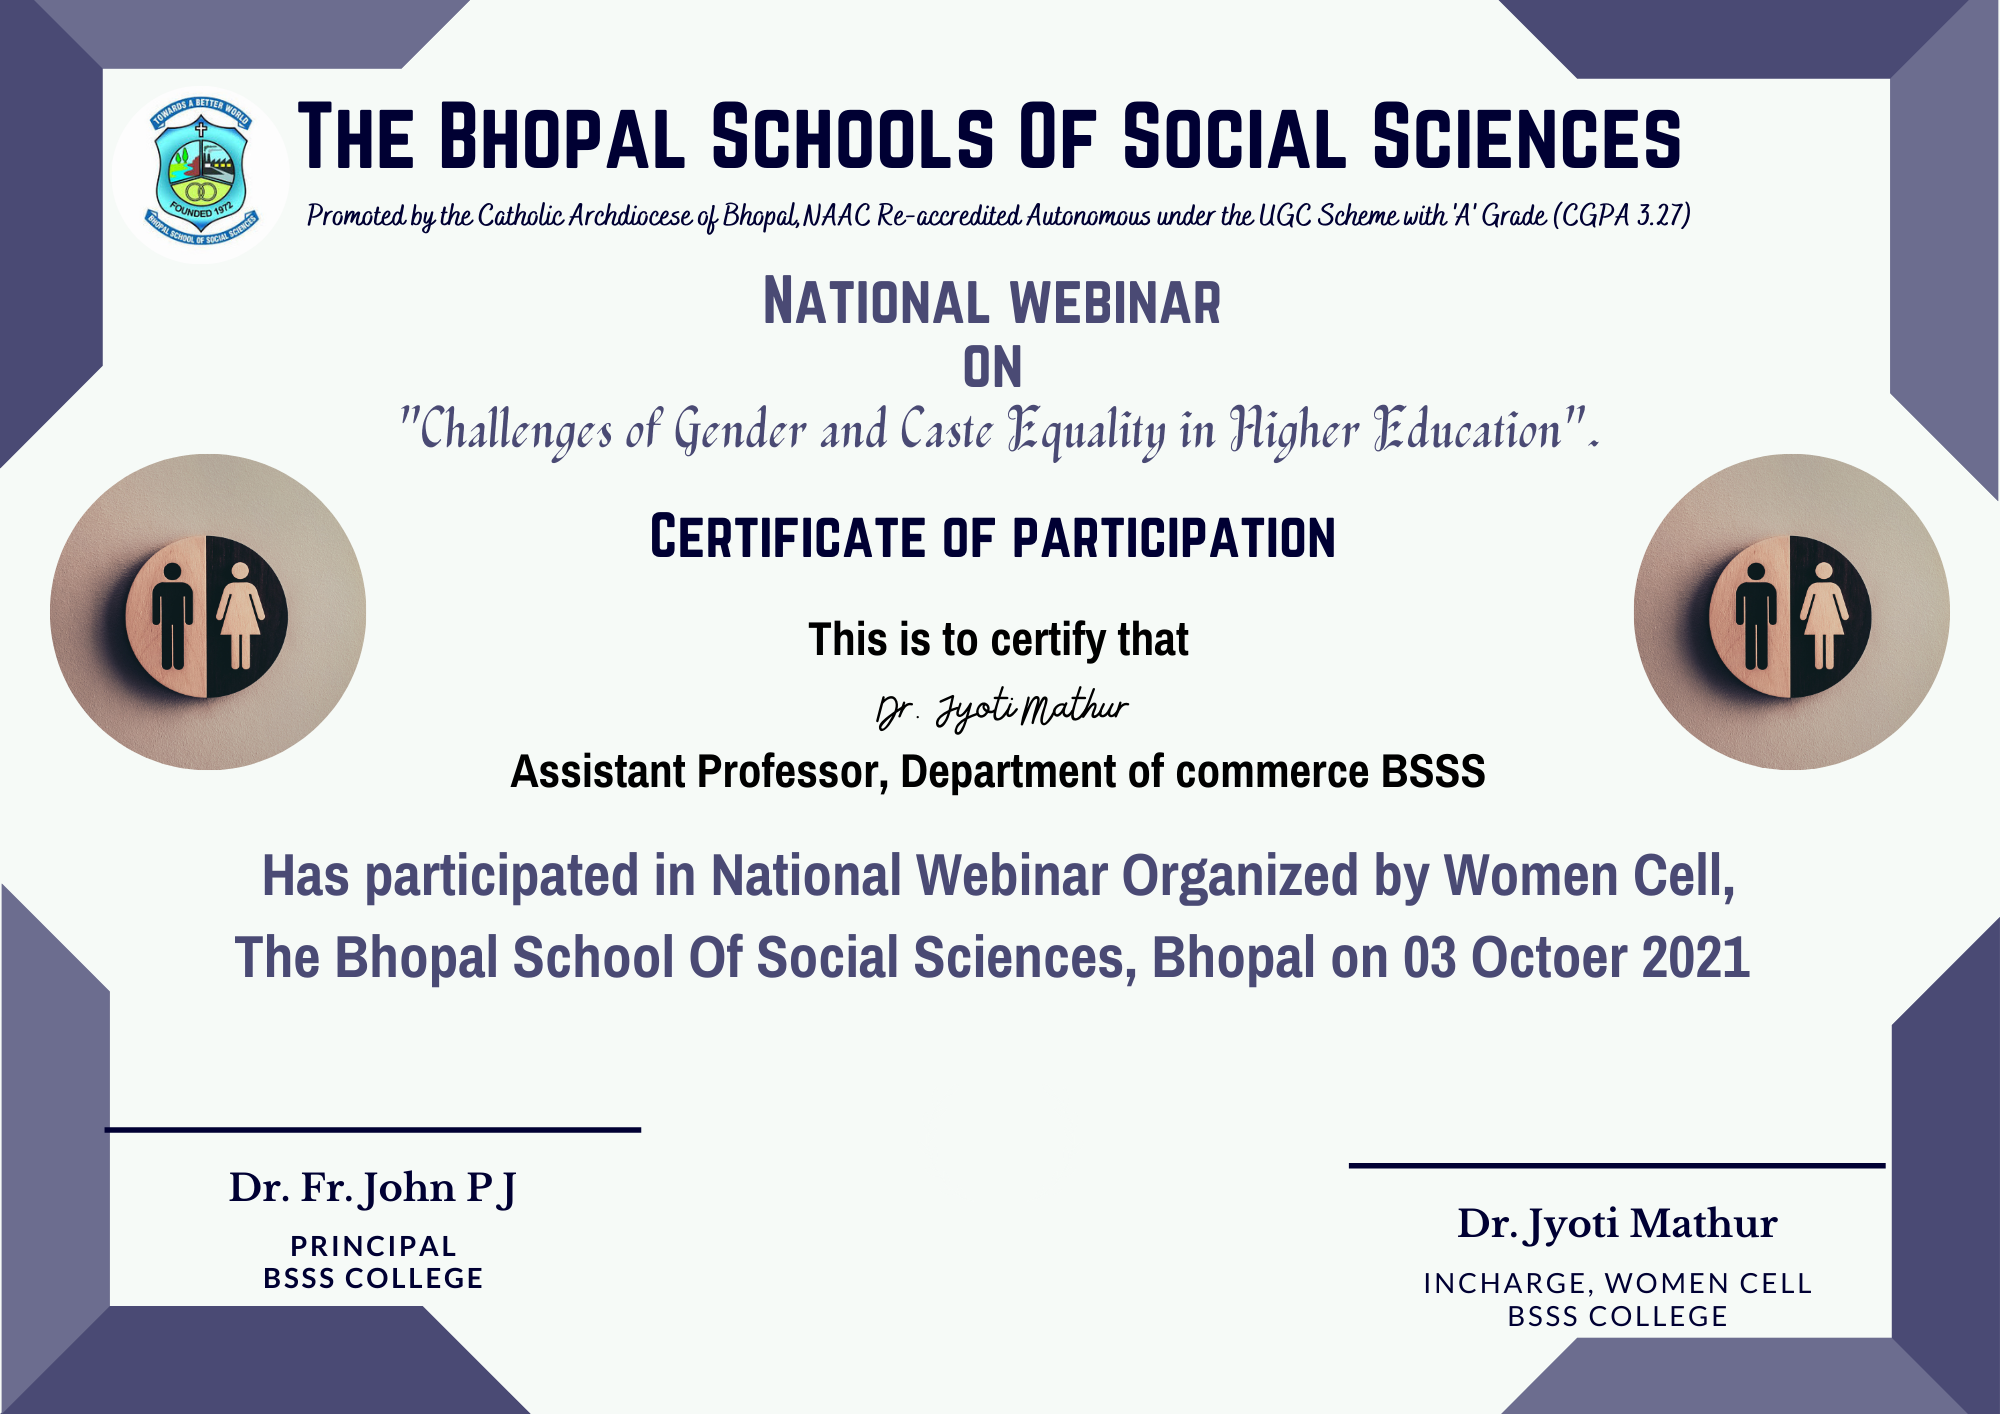 TOWARDS A BETTER WORLD
FOUNDED 1972
BHOPAL SCHOOL OF SOCIAL SCIENCES
The Bhopal Schools Of Social Sciences
Promoted by the Catholic Archdiocese of Bhopal, NAAC Re-accredited Autonomous under the UGC Scheme with 'A' Grade (CGPA 3.27)
National webinar
on
"Challenges of Gender and Caste Equality in Higher Education".
Certificate of participation
This is to certify that
Dr. Jyoti Mathur
Assistant Professor, Department of commerce BSSS
Has participated in National Webinar Organized by Women Cell,
The Bhopal School Of Social Sciences, Bhopal on 03 Octoer 2021
Dr. Fr. John P J
PRINCIPAL
BSSS COLLEGE
Dr. Jyoti Mathur
INCHARGE, WOMEN CELL
BSSS COLLEGE